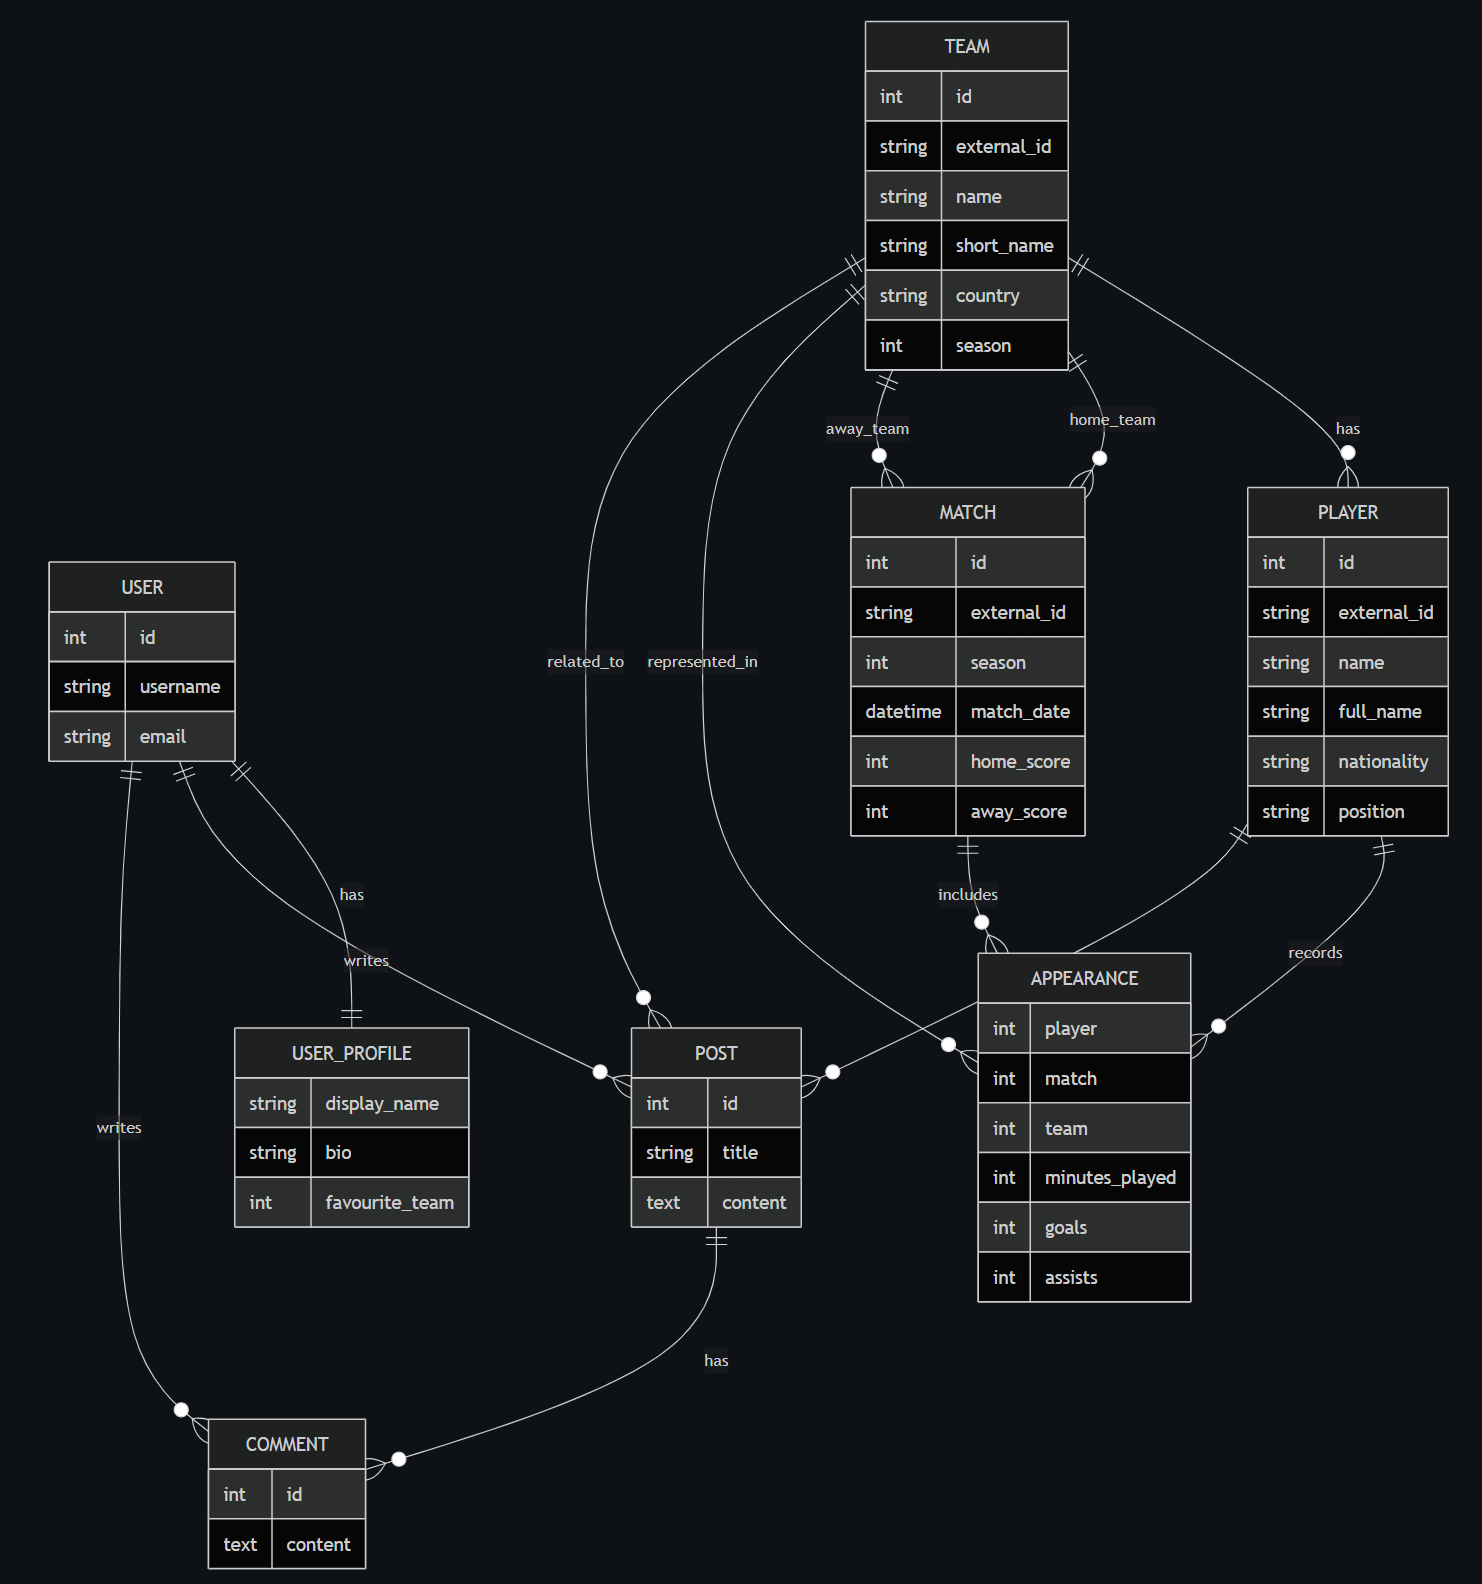 TEAM
int id
string external_id
string name
string short_name
string country
int season
away_team
home_team
has
MATCH
int id
string external_id
int season
datetime match_date
int home_score
int away_score
PLAYER
int id
string external_id
string name
string full_name
string nationality
string position
USER
int id
string username
string email
related_to
represented_in
has
includes
writes
records
USER_PROFILE
string display_name
string bio
int favourite_team
POST
int id
string title
text content
APPEARANCE
int player
int match
int team
int minutes_played
int goals
int assists
writes
has
COMMENT
int id
text content